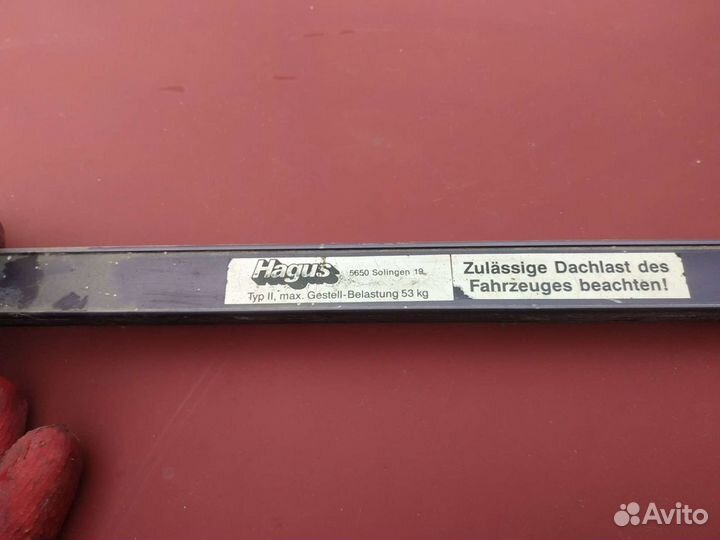 Hagus 5650 Solingen 19
Typ II, max. Gestell-Belastung 53 kg
Zulässige Dachlast des
Fahrzeuges beachten!
Avito